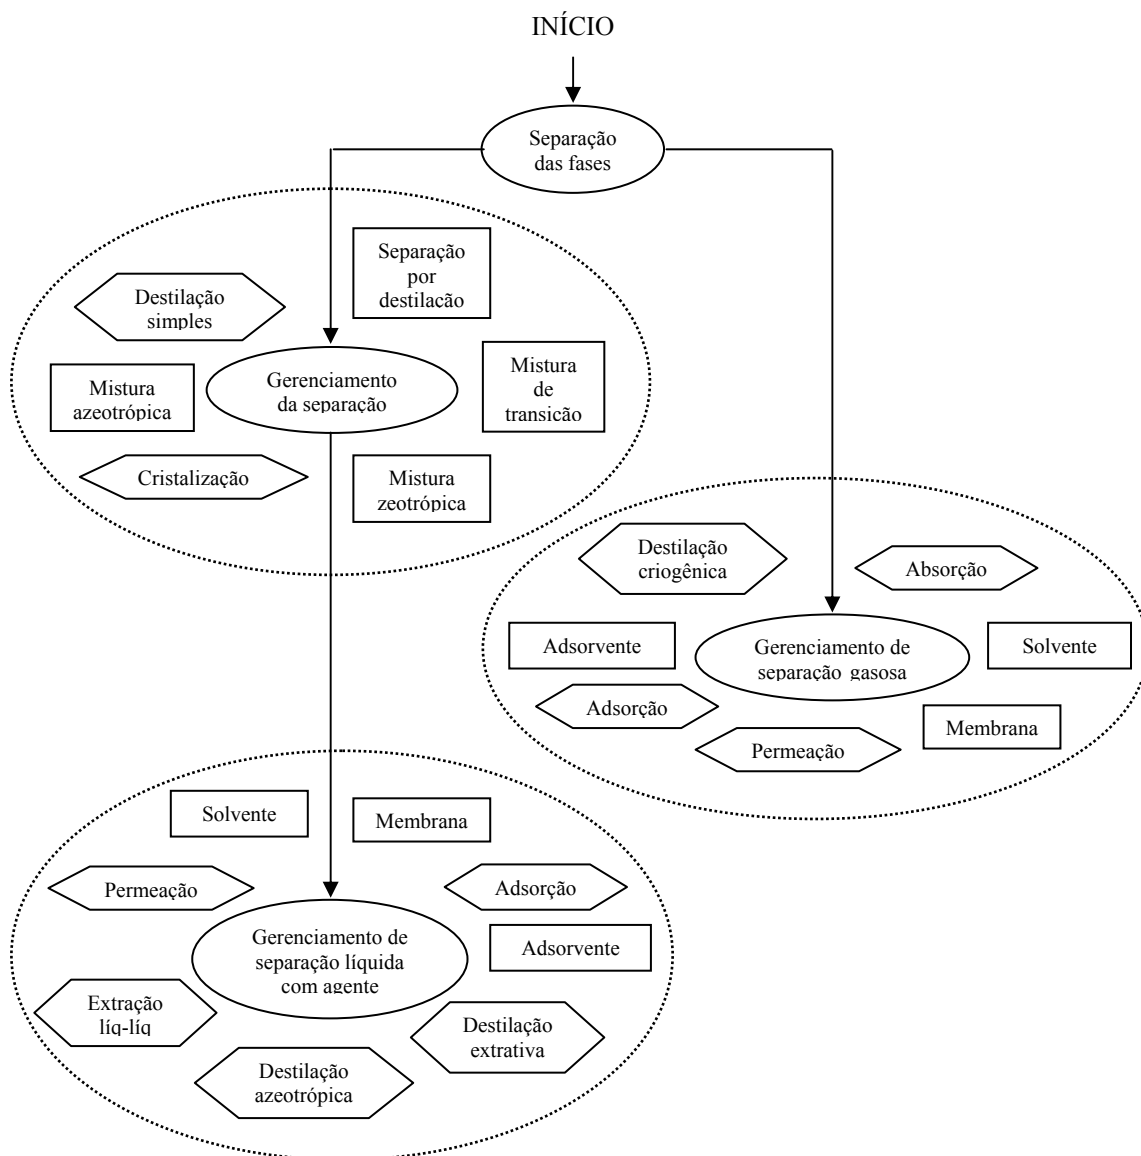 INÍCIO
Separação
das fases
Separação
por
destilacão
Destilação
simples
Mistura
de
transicão
Gerenciamento
da separação
Mistura
azeotrópica
Cristalização
Mistura
zeotrópica
Destilação
criogênica
Absorção
Adsorvente
Gerenciamento de
separação gasosa
Solvente
Adsorção
Membrana
Permeação
Solvente
Membrana
Permeação
Adsorção
Gerenciamento de
separação líquida
com agente
Adsorvente
Extração
líq-líq
Destilação
extrativa
Destilação
azeotrópica